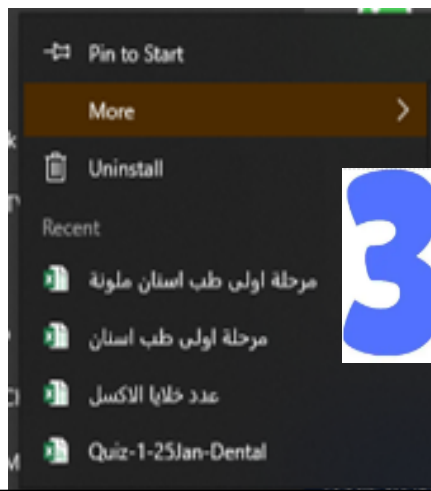 Pin to Start
More
Uninstall
Recent
3
مرحلة اولى طب اسنان ملونة
مرحلة اولى طب اسنان
عدد خلايا الاكسل
Quiz-1-25Jan-Dental